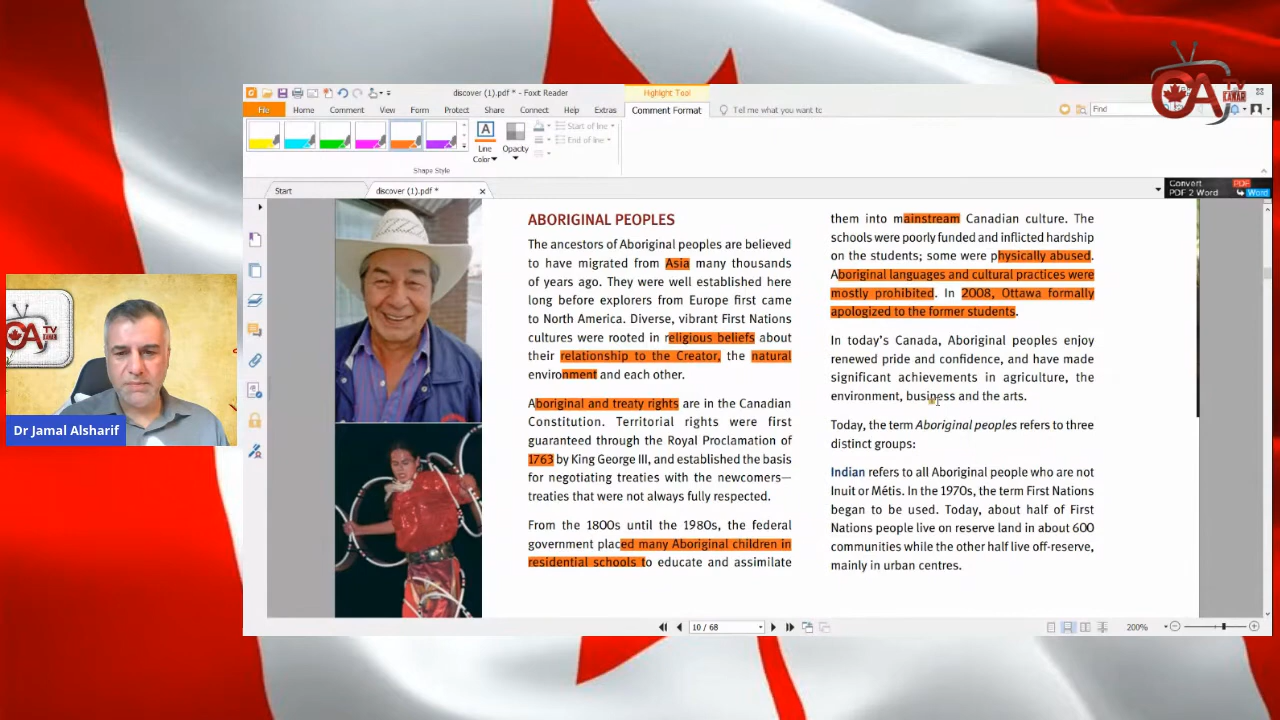 discover (1).pdf * - Foxit Reader
Highlight Tool
File Home Comment View Form Protect Share Connect Help Extras Comment Format Tell me what you want to
Find
Line Color
Opacity
Start of line
End of line
Shape Style
Start
discover (1).pdf *
Convert PDF
PDF 2 Word Word
ABORIGINAL PEOPLES
The ancestors of Aboriginal peoples are believed
to have migrated from Asia many thousands
of years ago. They were well established here
long before explorers from Europe first came
to North America. Diverse, vibrant First Nations
cultures were rooted in religious beliefs about
their relationship to the Creator, the natural
environment and each other.
Aboriginal and treaty rights are in the Canadian
Constitution. Territorial rights were first
guaranteed through the Royal Proclamation of
1763 by King George III, and established the basis
for negotiating treaties with the newcomers—
treaties that were not always fully respected.
From the 1800s until the 1980s, the federal
government placed many Aboriginal children in
residential schools to educate and assimilate
them into mainstream Canadian culture. The
schools were poorly funded and inflicted hardship
on the students; some were physically abused.
Aboriginal languages and cultural practices were
mostly prohibited. In 2008, Ottawa formally
apologized to the former students.
In today's Canada, Aboriginal peoples enjoy
renewed pride and confidence, and have made
significant achievements in agriculture, the
environment, business and the arts.
Today, the term Aboriginal peoples refers to three
distinct groups:
Indian refers to all Aboriginal people who are not
Inuit or Métis. In the 1970s, the term First Nations
began to be used. Today, about half of First
Nations people live on reserve land in about 600
communities while the other half live off-reserve,
mainly in urban centres.
10 / 68
200%
Dr Jamal Alsharif
TV
KANAR